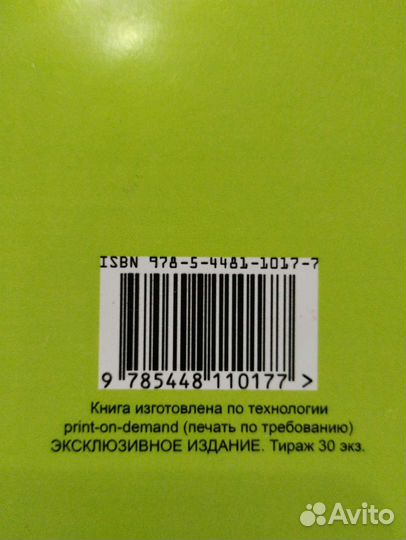 ISBN 978-5-4481-1017-7
9 785448 110177 >
Книга изготовлена по технологии
print-on-demand (печать по требованию)
ЭКСКЛЮЗИВНОЕ ИЗДАНИЕ. Тираж 30 экз.
Avito